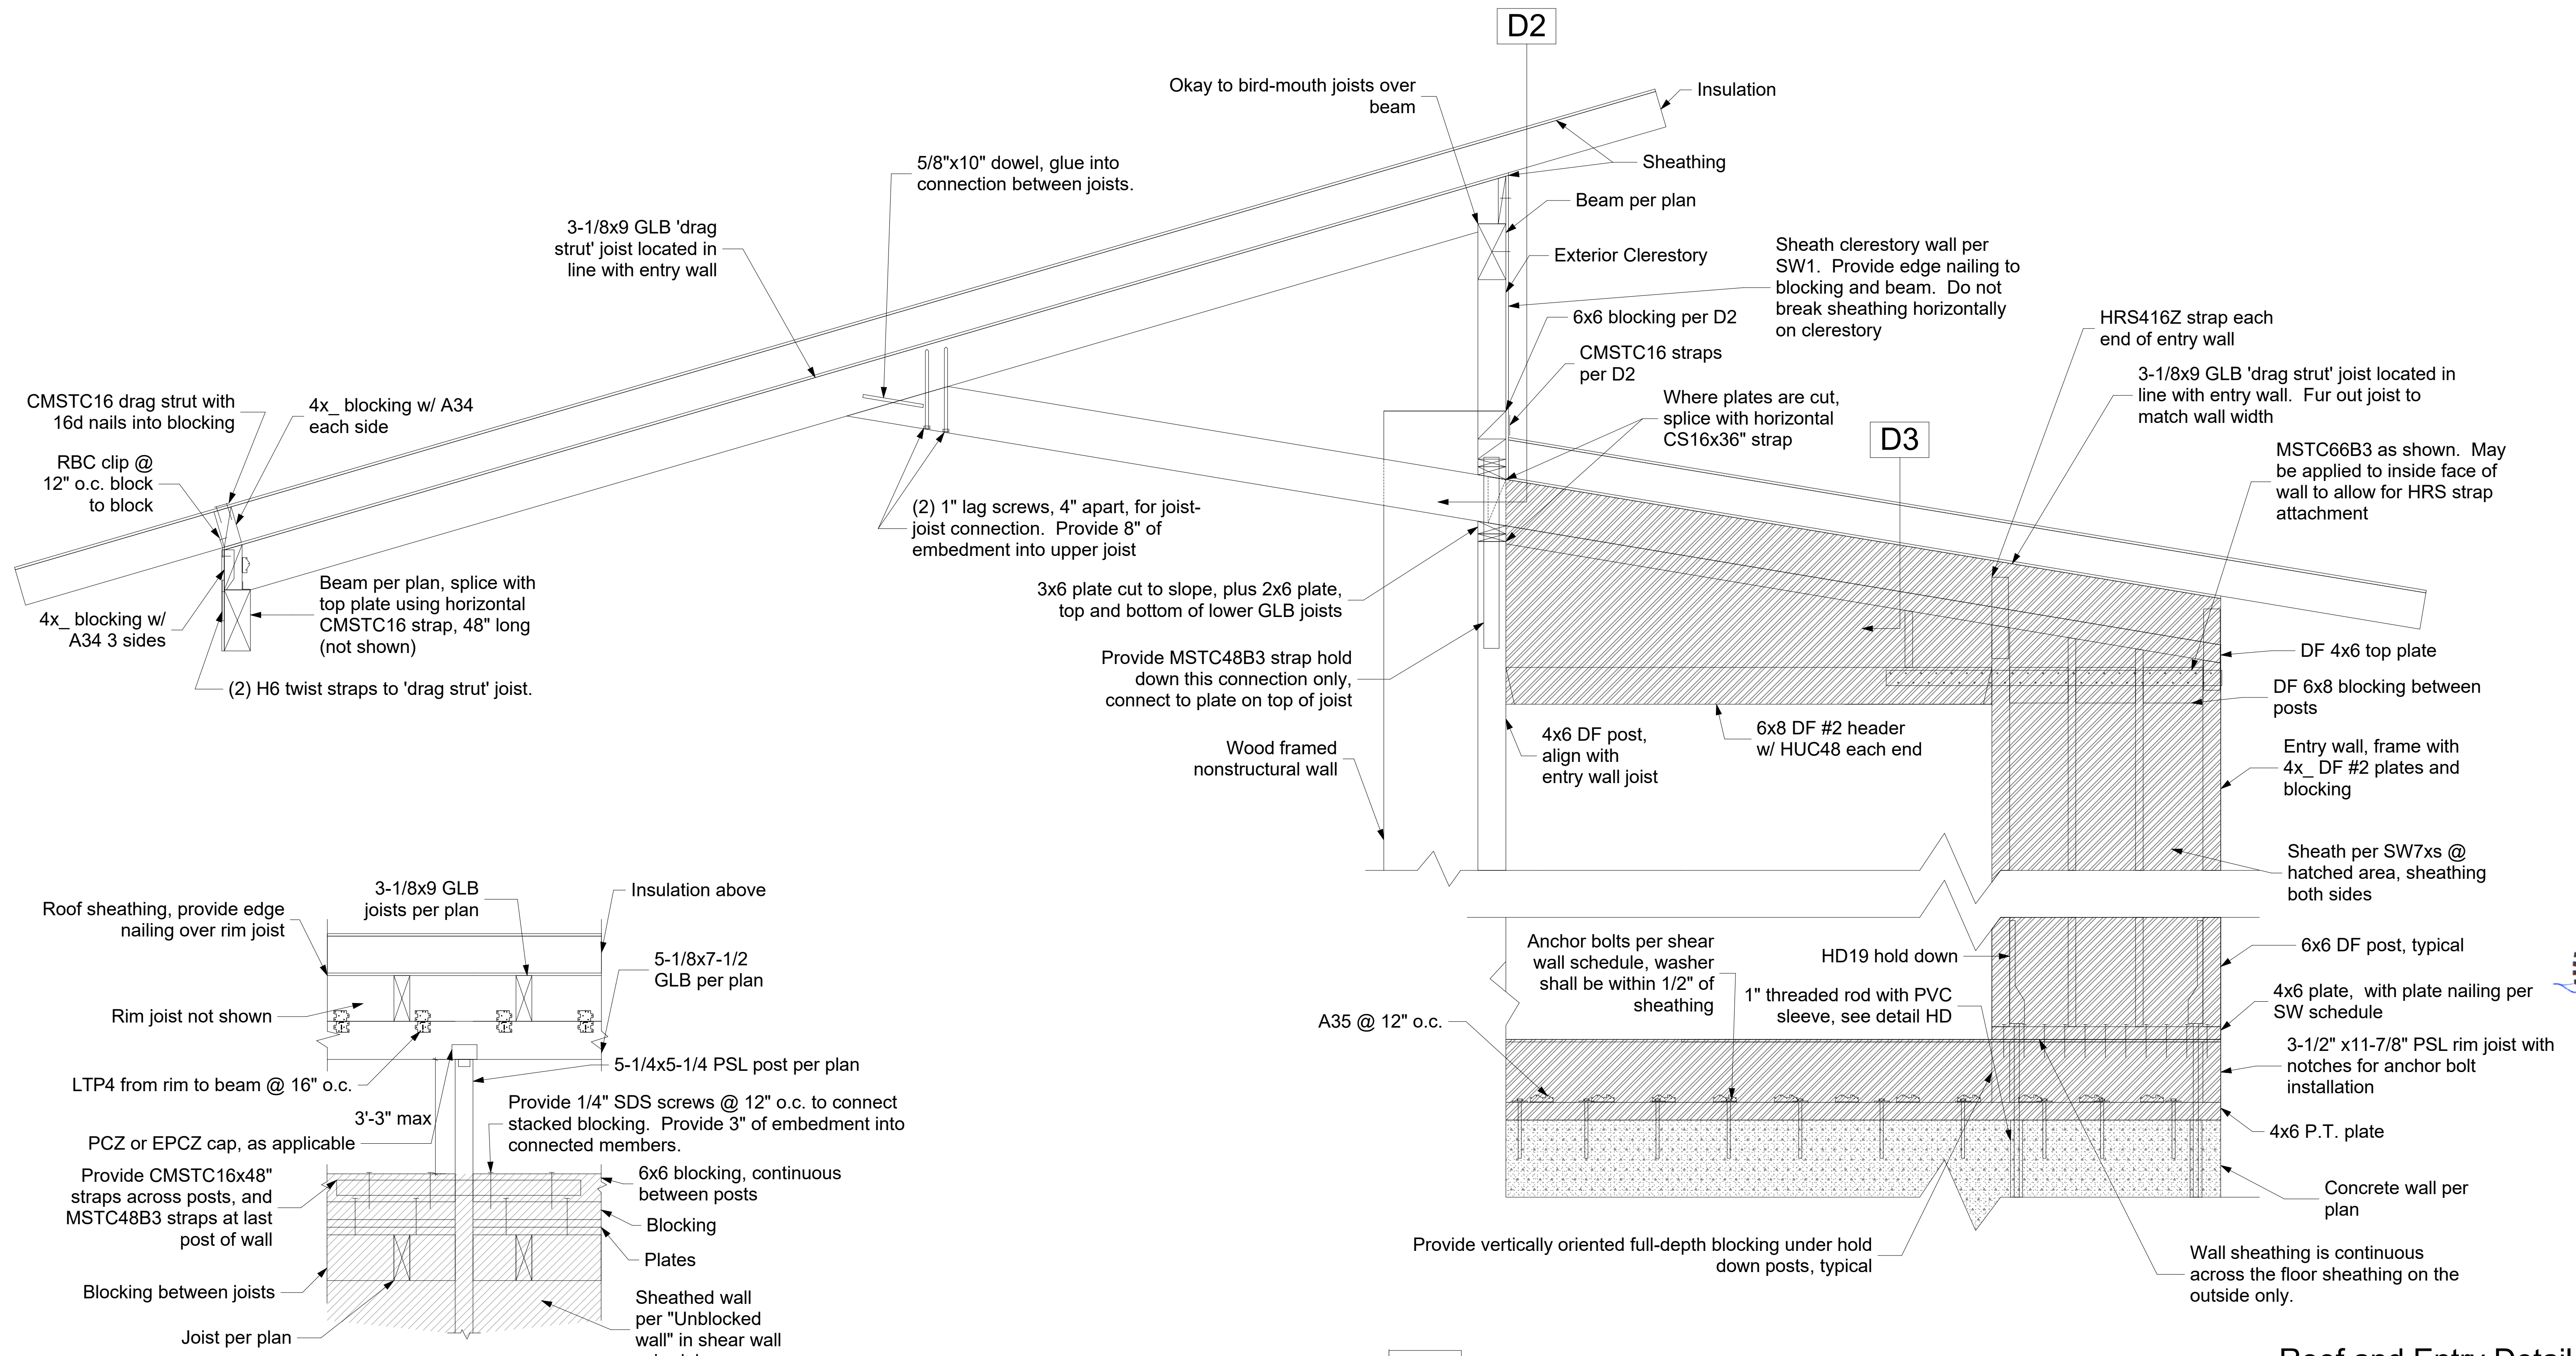 D2
Okay to bird-mouth joists over
beam
Insulation
5/8"x10" dowel, glue into
connection between joists.
Sheathing
Beam per plan
3-1/8x9 GLB 'drag
strut' joist located in
line with entry wall
Exterior Clerestory
Sheath clerestory wall per
SW1.  Provide edge nailing to
blocking and beam.  Do not
break sheathing horizontally
on clerestory
6x6 blocking per D2
HRS416Z strap each
end of entry wall
CMSTC16 straps
per D2
3-1/8x9 GLB 'drag strut' joist located in
line with entry wall.  Fur out joist to
match wall width
CMSTC16 drag strut with
16d nails into blocking
4x_ blocking w/ A34
each side
Where plates are cut,
splice with horizontal
CS16x36" strap
D3
MSTC66B3 as shown.  May
be applied to inside face of
wall to allow for HRS strap
attachment
RBC clip @
12" o.c. block
to block
(2) 1" lag screws, 4" apart, for joist-
joist connection.  Provide 8" of
embedment into upper joist
Beam per plan, splice with
top plate using horizontal
CMSTC16 strap, 48" long
(not shown)
4x_ blocking w/
A34 3 sides
3x6 plate cut to slope, plus 2x6 plate,
top and bottom of lower GLB joists
(2) H6 twist straps to 'drag strut' joist.
Provide MSTC48B3 strap hold
down this connection only,
connect to plate on top of joist
DF 4x6 top plate
DF 6x8 blocking between
posts
Wood framed
nonstructural wall
4x6 DF post,
align with
entry wall joist
6x8 DF #2 header
w/ HUC48 each end
Entry wall, frame with
4x_ DF #2 plates and
blocking
Sheath per SW7xs @
hatched area, sheathing
both sides
3-1/8x9 GLB
joists per plan
Insulation above
Roof sheathing, provide edge
nailing over rim joist
5-1/8x7-1/2
GLB per plan
Rim joist not shown
LTP4 from rim to beam @ 16" o.c.
5-1/4x5-1/4 PSL post per plan
3'-3" max
PCZ or EPCZ cap, as applicable
Provide 1/4" SDS screws @ 12" o.c. to connect
stacked blocking.  Provide 3" of embedment into
connected members.
Provide CMSTC16x48"
straps across posts, and
MSTC48B3 straps at last
post of wall
6x6 blocking, continuous
between posts
Blocking
Plates
Blocking between joists
Joist per plan
Sheathed wall
per "Unblocked
wall" in shear wall
Anchor bolts per shear
wall schedule, washer
shall be within 1/2" of
sheathing
HD19 hold down
6x6 DF post, typical
1" threaded rod with PVC
sleeve, see detail HD
4x6 plate,  with plate nailing per
SW schedule
A35 @ 12" o.c.
3-1/2" x11-7/8" PSL rim joist with
notches for anchor bolt
installation
4x6 P.T. plate
Concrete wall per
plan
Provide vertically oriented full-depth blocking under hold
down posts, typical
Wall sheathing is continuous
across the floor sheathing on the
outside only.
Roof and Entry Detail